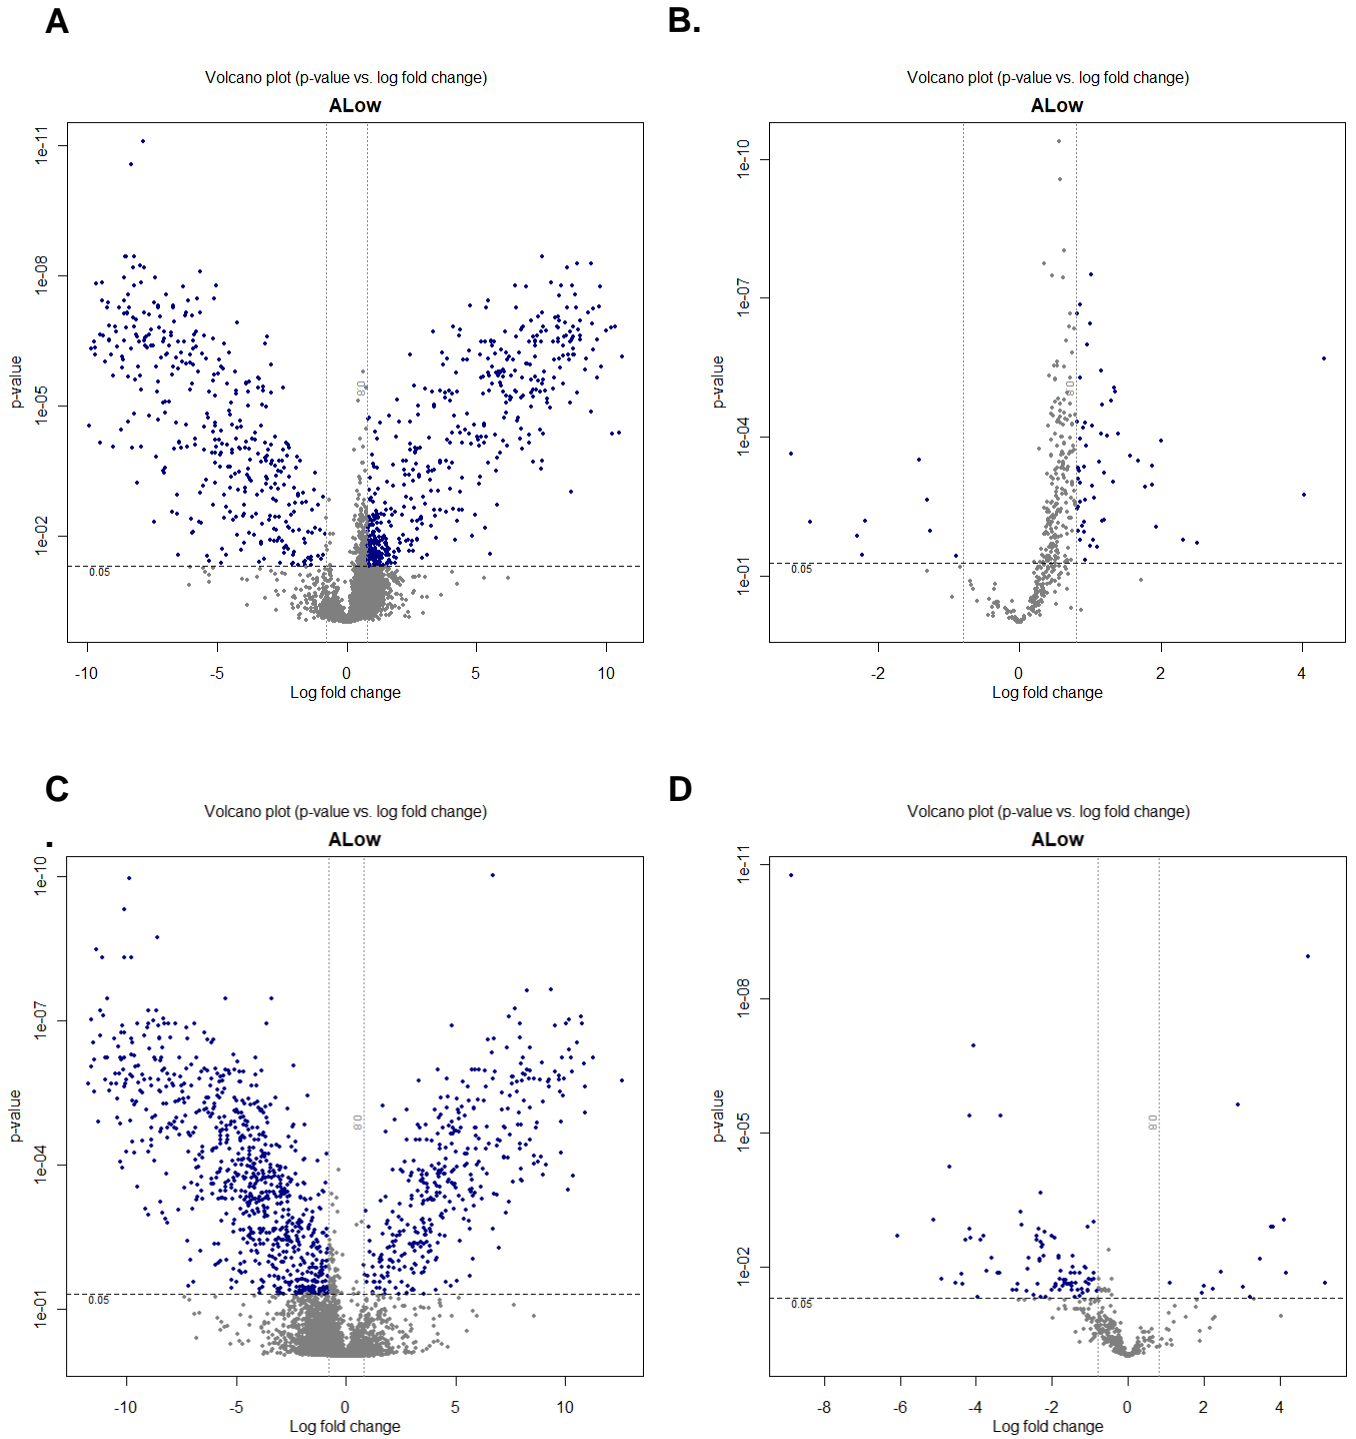 A
B.
Volcano plot (p-value vs. log fold change)
ALow
p-value
1e-11
1e-08
1e-05
1e-02
0.8
0.05
-10
-5
0
5
10
Log fold change
Volcano plot (p-value vs. log fold change)
ALow
p-value
1e-10
1e-07
1e-04
1e-01
0.8
0.05
-2
0
2
4
Log fold change
C
.
D
Volcano plot (p-value vs. log fold change)
ALow
p-value
1e-10
1e-07
1e-04
1e-01
0.8
0.05
-10
-5
0
5
10
Log fold change
Volcano plot (p-value vs. log fold change)
ALow
p-value
1e-11
1e-08
1e-05
1e-02
0.8
0.05
-8
-6
-4
-2
0
2
4
Log fold change